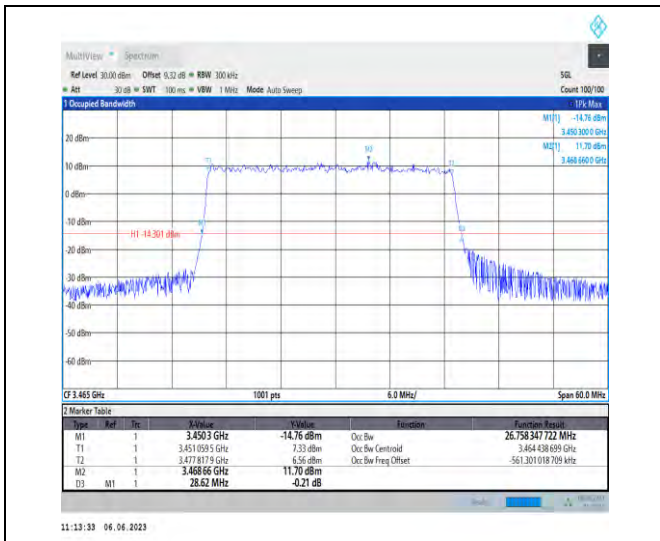 MultiView Spectrum
Ref Level 30.00 dBm Offset 9.32 dB RBW 300 kHz SGL
Att 30 dB SWT 100 ms VBW 1 MHz Mode Auto Sweep Count 100/100
1 Occupied Bandwidth 1Pk Max
M1[1] -14.76 dBm
3.450 300 0 GHz
20 dBm
M2[1] 11.70 dBm
3.468 660 0 GHz
M2
T1
10 dBm
0 dBm
-10 dBm
H1 -14.301 dBm
-20 dBm
-30 dBm
-40 dBm
-50 dBm
-60 dBm
CF 3.465 GHz 1001 pts 6.0 MHz/ Span 60.0 MHz
2 Marker Table
Type Ref Trc X-Value Y-Value Function Function Result
M1 1 3.4503 GHz -14.76 dBm Occ Bw 26.758 347 722 MHz
T1 1 3.451 059 5 GHz 7.33 dBm Occ Bw Centroid 3.464 438 699 GHz
T2 1 3.477 817 9 GHz 6.56 dBm Occ Bw Freq Offset -561.301 018 709 kHz
M2 1 3.468 66 GHz 11.70 dBm
D3 M1 1 28.62 MHz -0.21 dB
11:13:33 06.06.2023